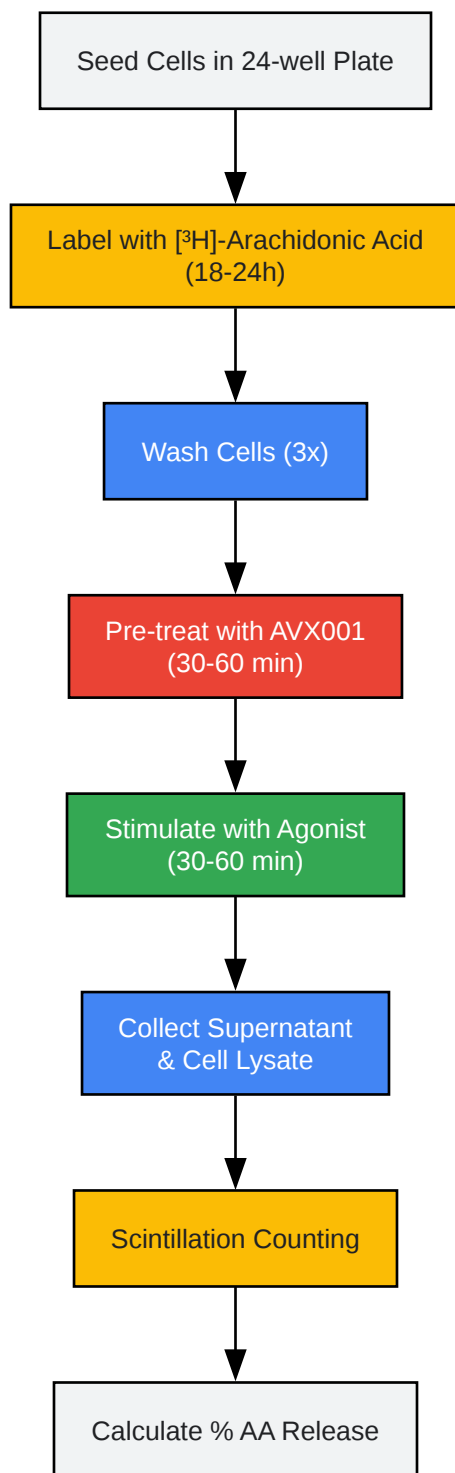 Seed Cells in 24-well Plate
Label with [³H]-Arachidonic Acid
(18-24h)
Wash Cells (3x)
Pre-treat with AVX001
(30-60 min)
Stimulate with Agonist
(30-60 min)
Collect Supernatant
& Cell Lysate
Scintillation Counting
Calculate % AA Release